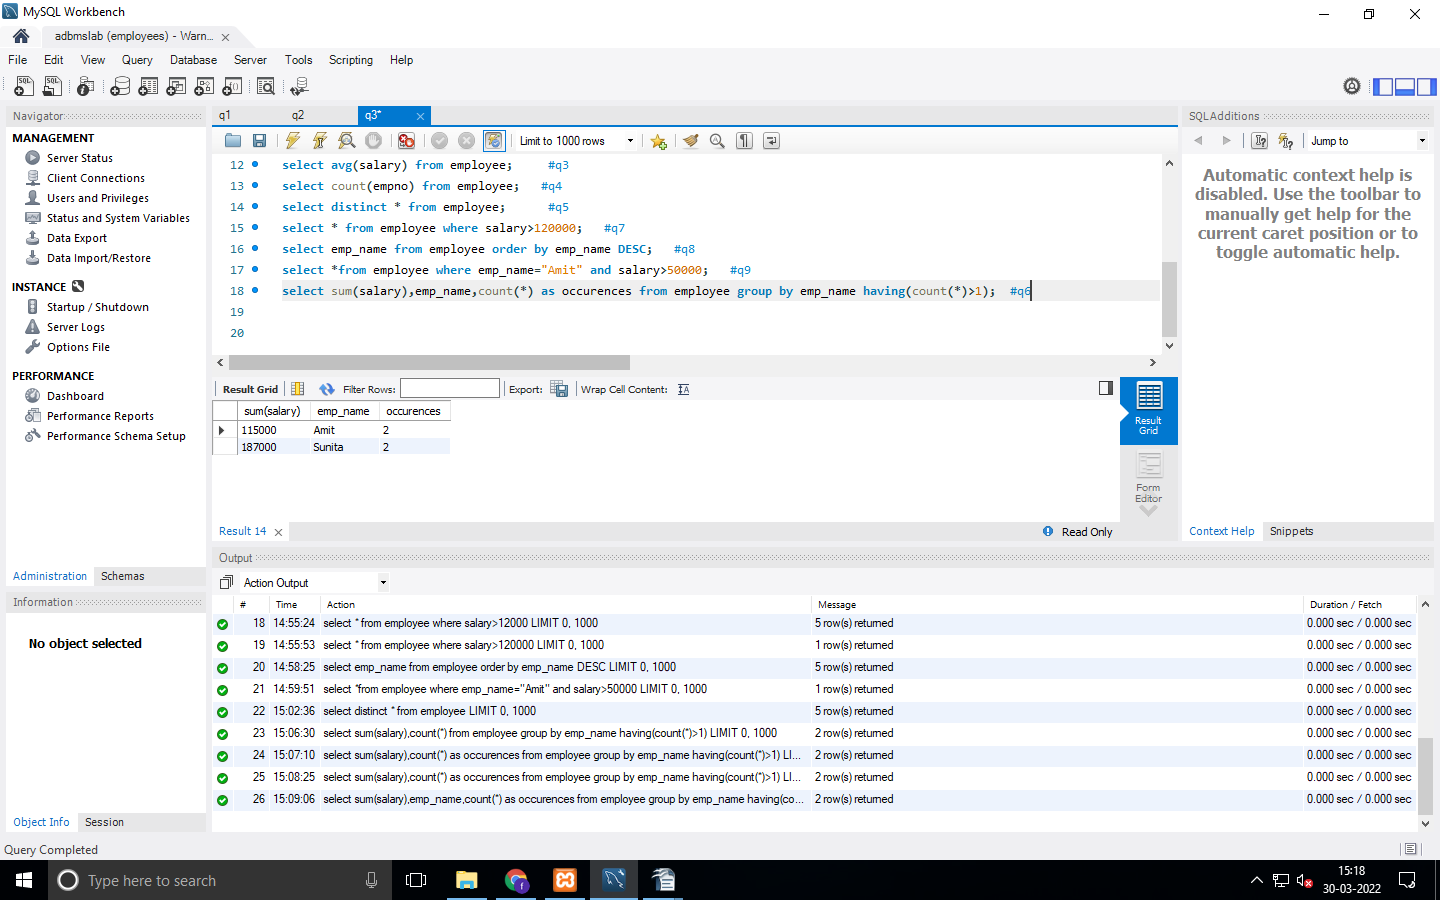 MySQL Workbench
adbmslab (employees) - Warn...
File Edit View Query Database Server Tools Scripting Help
Navigator
MANAGEMENT
Server Status
Client Connections
Users and Privileges
Status and System Variables
Data Export
Data Import/Restore
INSTANCE
Startup / Shutdown
Server Logs
Options File
PERFORMANCE
Dashboard
Performance Reports
Performance Schema Setup
Administration Schemas
Information
No object selected
Object Info Session
Query Completed
q1 q2 q3*
Limit to 1000 rows
12 select avg(salary) from employee; #q3
13 select count(empno) from employee; #q4
14 select distinct * from employee; #q5
15 select * from employee where salary>120000; #q7
16 select emp_name from employee order by emp_name DESC; #q8
17 select *from employee where emp_name="Amit" and salary>50000; #q9
18 select sum(salary),emp_name,count(*) as occurences from employee group by emp_name having(count(*)>1); #q6
19
20
Result Grid Filter Rows: Export: Wrap Cell Content:
sum(salary) emp_name occurences
115000 Amit 2
187000 Sunita 2
Result
Grid
Form
Editor
Result 14 Read Only
SQLAdditions
Jump to
Automatic context help is
disabled. Use the toolbar to
manually get help for the
current caret position or to
toggle automatic help.
Context Help Snippets
Output
Action Output
# Time Action Message Duration / Fetch
18 14:55:24 select * from employee where salary>12000 LIMIT 0, 1000 5 row(s) returned 0.000 sec / 0.000 sec
19 14:55:53 select * from employee where salary>120000 LIMIT 0, 1000 1 row(s) returned 0.000 sec / 0.000 sec
20 14:58:25 select emp_name from employee order by emp_name DESC LIMIT 0, 1000 5 row(s) returned 0.000 sec / 0.000 sec
21 14:59:51 select *from employee where emp_name="Amit" and salary>50000 LIMIT 0, 1000 1 row(s) returned 0.000 sec / 0.000 sec
22 15:02:36 select distinct * from employee LIMIT 0, 1000 5 row(s) returned 0.000 sec / 0.000 sec
23 15:06:30 select sum(salary),count(*) from employee group by emp_name having(count(*)>1) LIMIT 0, 1000 2 row(s) returned 0.000 sec / 0.000 sec
24 15:07:10 select sum(salary),count(*) as occurences from employee group by emp_name having(count(*)>1) LI... 2 row(s) returned 0.000 sec / 0.000 sec
25 15:08:25 select sum(salary),count(*) as occurences from employee group by emp_name having(count(*)>1) LI... 2 row(s) returned 0.000 sec / 0.000 sec
26 15:09:06 select sum(salary),emp_name,count(*) as occurences from employee group by emp_name having(co... 2 row(s) returned 0.000 sec / 0.000 sec
Type here to search
15:18
30-03-2022